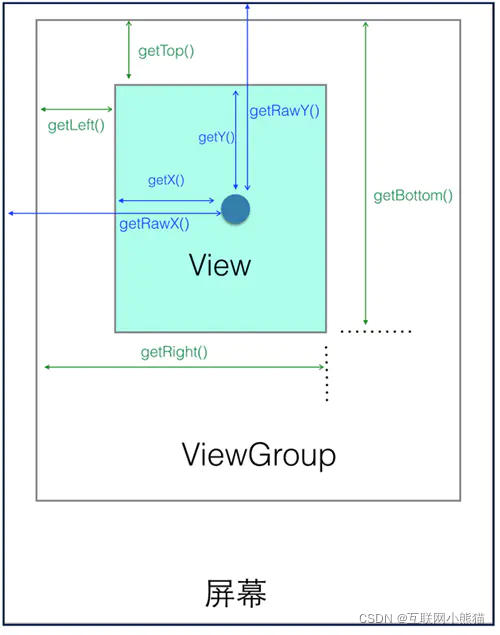 getTop()
getRawY()
getLeft()
getY()
getX()
getBottom()
getRawX()
View
getRight()
ViewGroup
屏幕
CSDN @互联网小熊猫